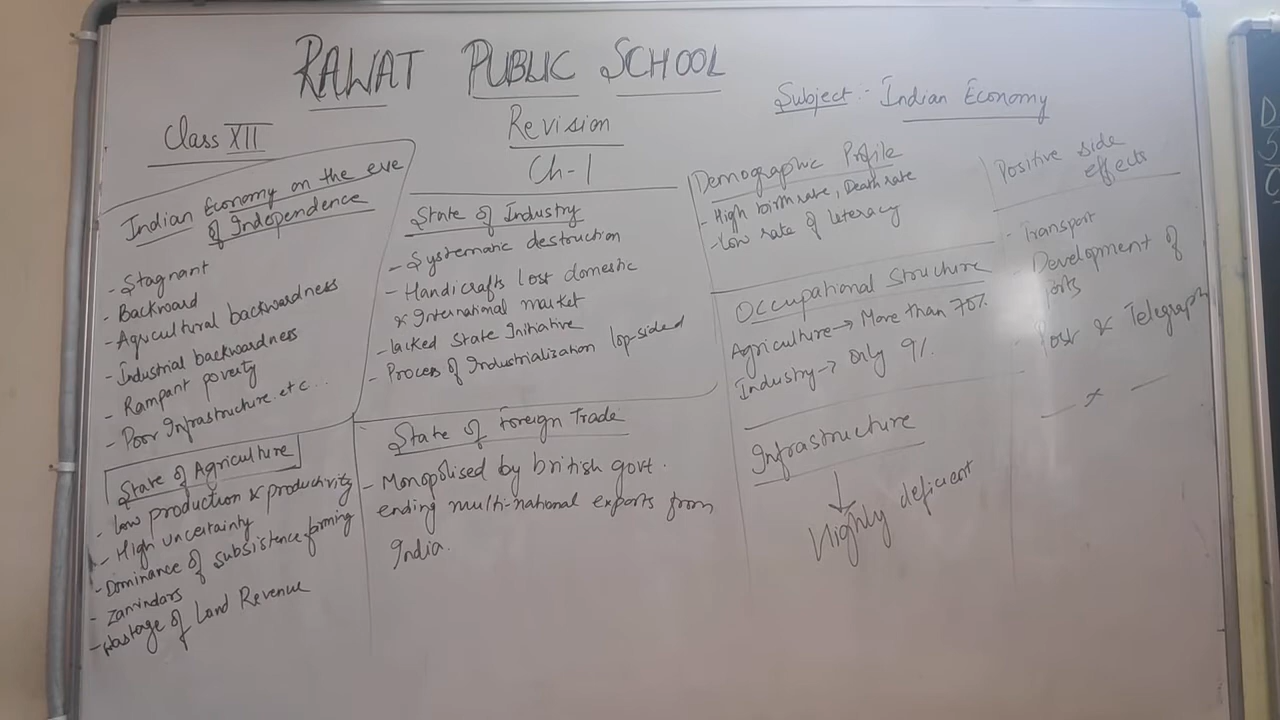 RAWAT PUBLIC SCHOOL
Subject:- Indian Economy
Class XII
Revision
Ch-1
Indian Economy on the eve
of Independence
- Stagnant
- Backward
- Agricultural backwardness
- Industrial backwardness
- Rampant poverty
- Poor Infrastructure etc...
State of Agriculture
- Low production & productivity
- High uncertainty
- Dominance of subsistence farming
- Zamindars
- Wastage of Land Revenue
State of Industry
- Systematic destruction
- Handicrafts lost domestic
& International market
- lacked State Initiative
- Process of Industrialization lop-sided
State of Foreign Trade
- Monopolised by british govt.
ending multi-national exports from
India.
Demographic Profile
- High birth rate, Death rate
- Low rate of literacy
Occupational Structure
Agriculture → More than 70%
Industry → Only 9%
Infrastructure
↓
Highly deficient
Positive side
effects
- Transport
- Development of
ports
- Post & Telegraph
— x —
D